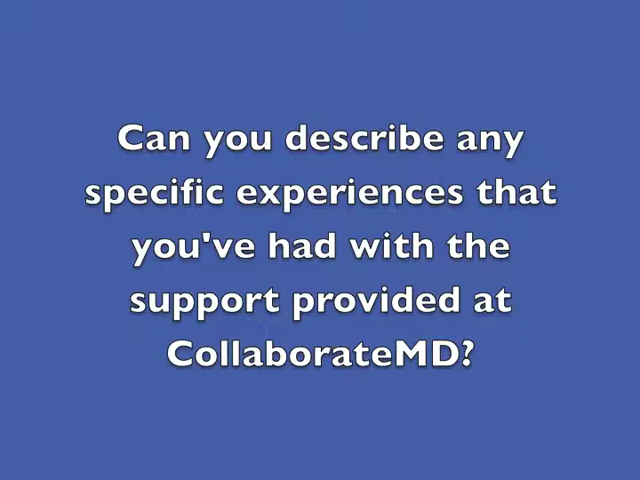 Can you describe any
specific experiences that
you've had with the
support provided at
CollaborateMD?